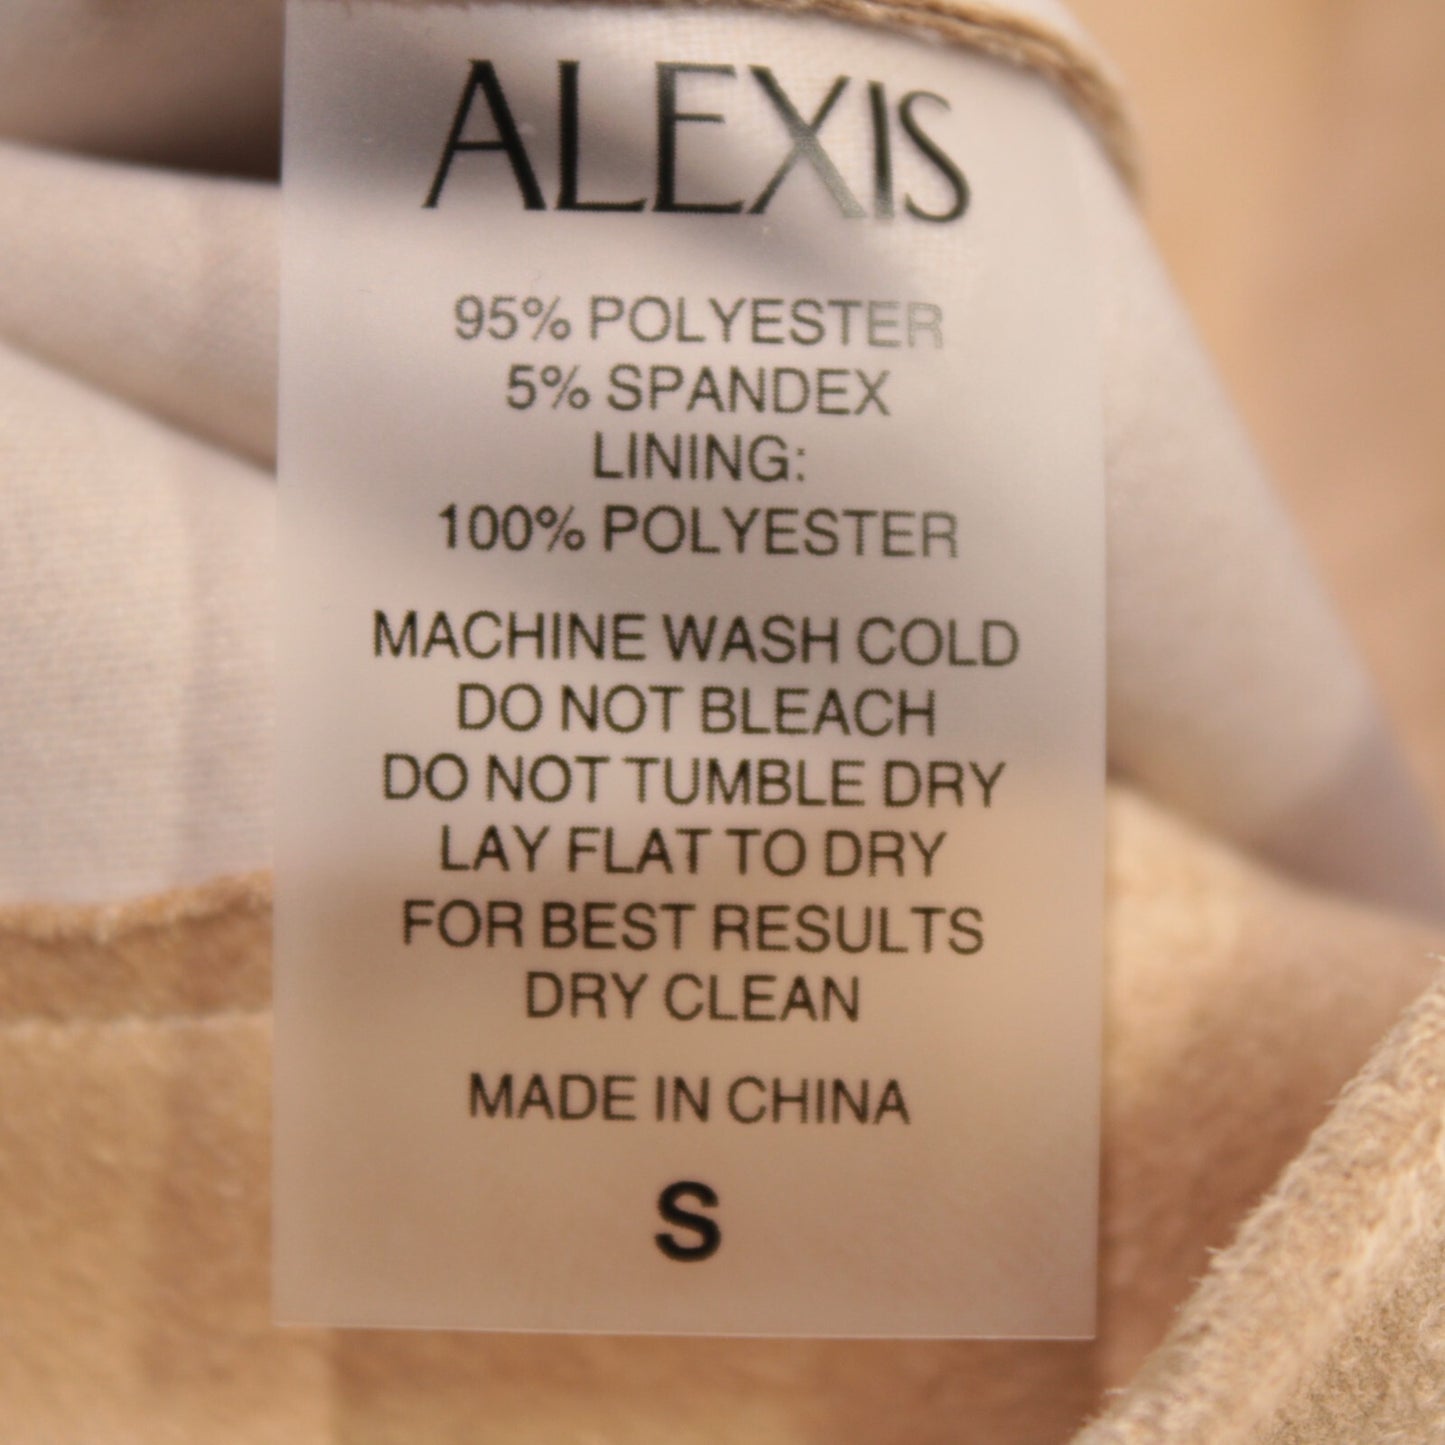 ALEXIS
95% POLYESTER
5% SPANDEX
LINING:
100% POLYESTER
MACHINE WASH COLD
DO NOT BLEACH
DO NOT TUMBLE DRY
LAY FLAT TO DRY
FOR BEST RESULTS
DRY CLEAN
MADE IN CHINA
S